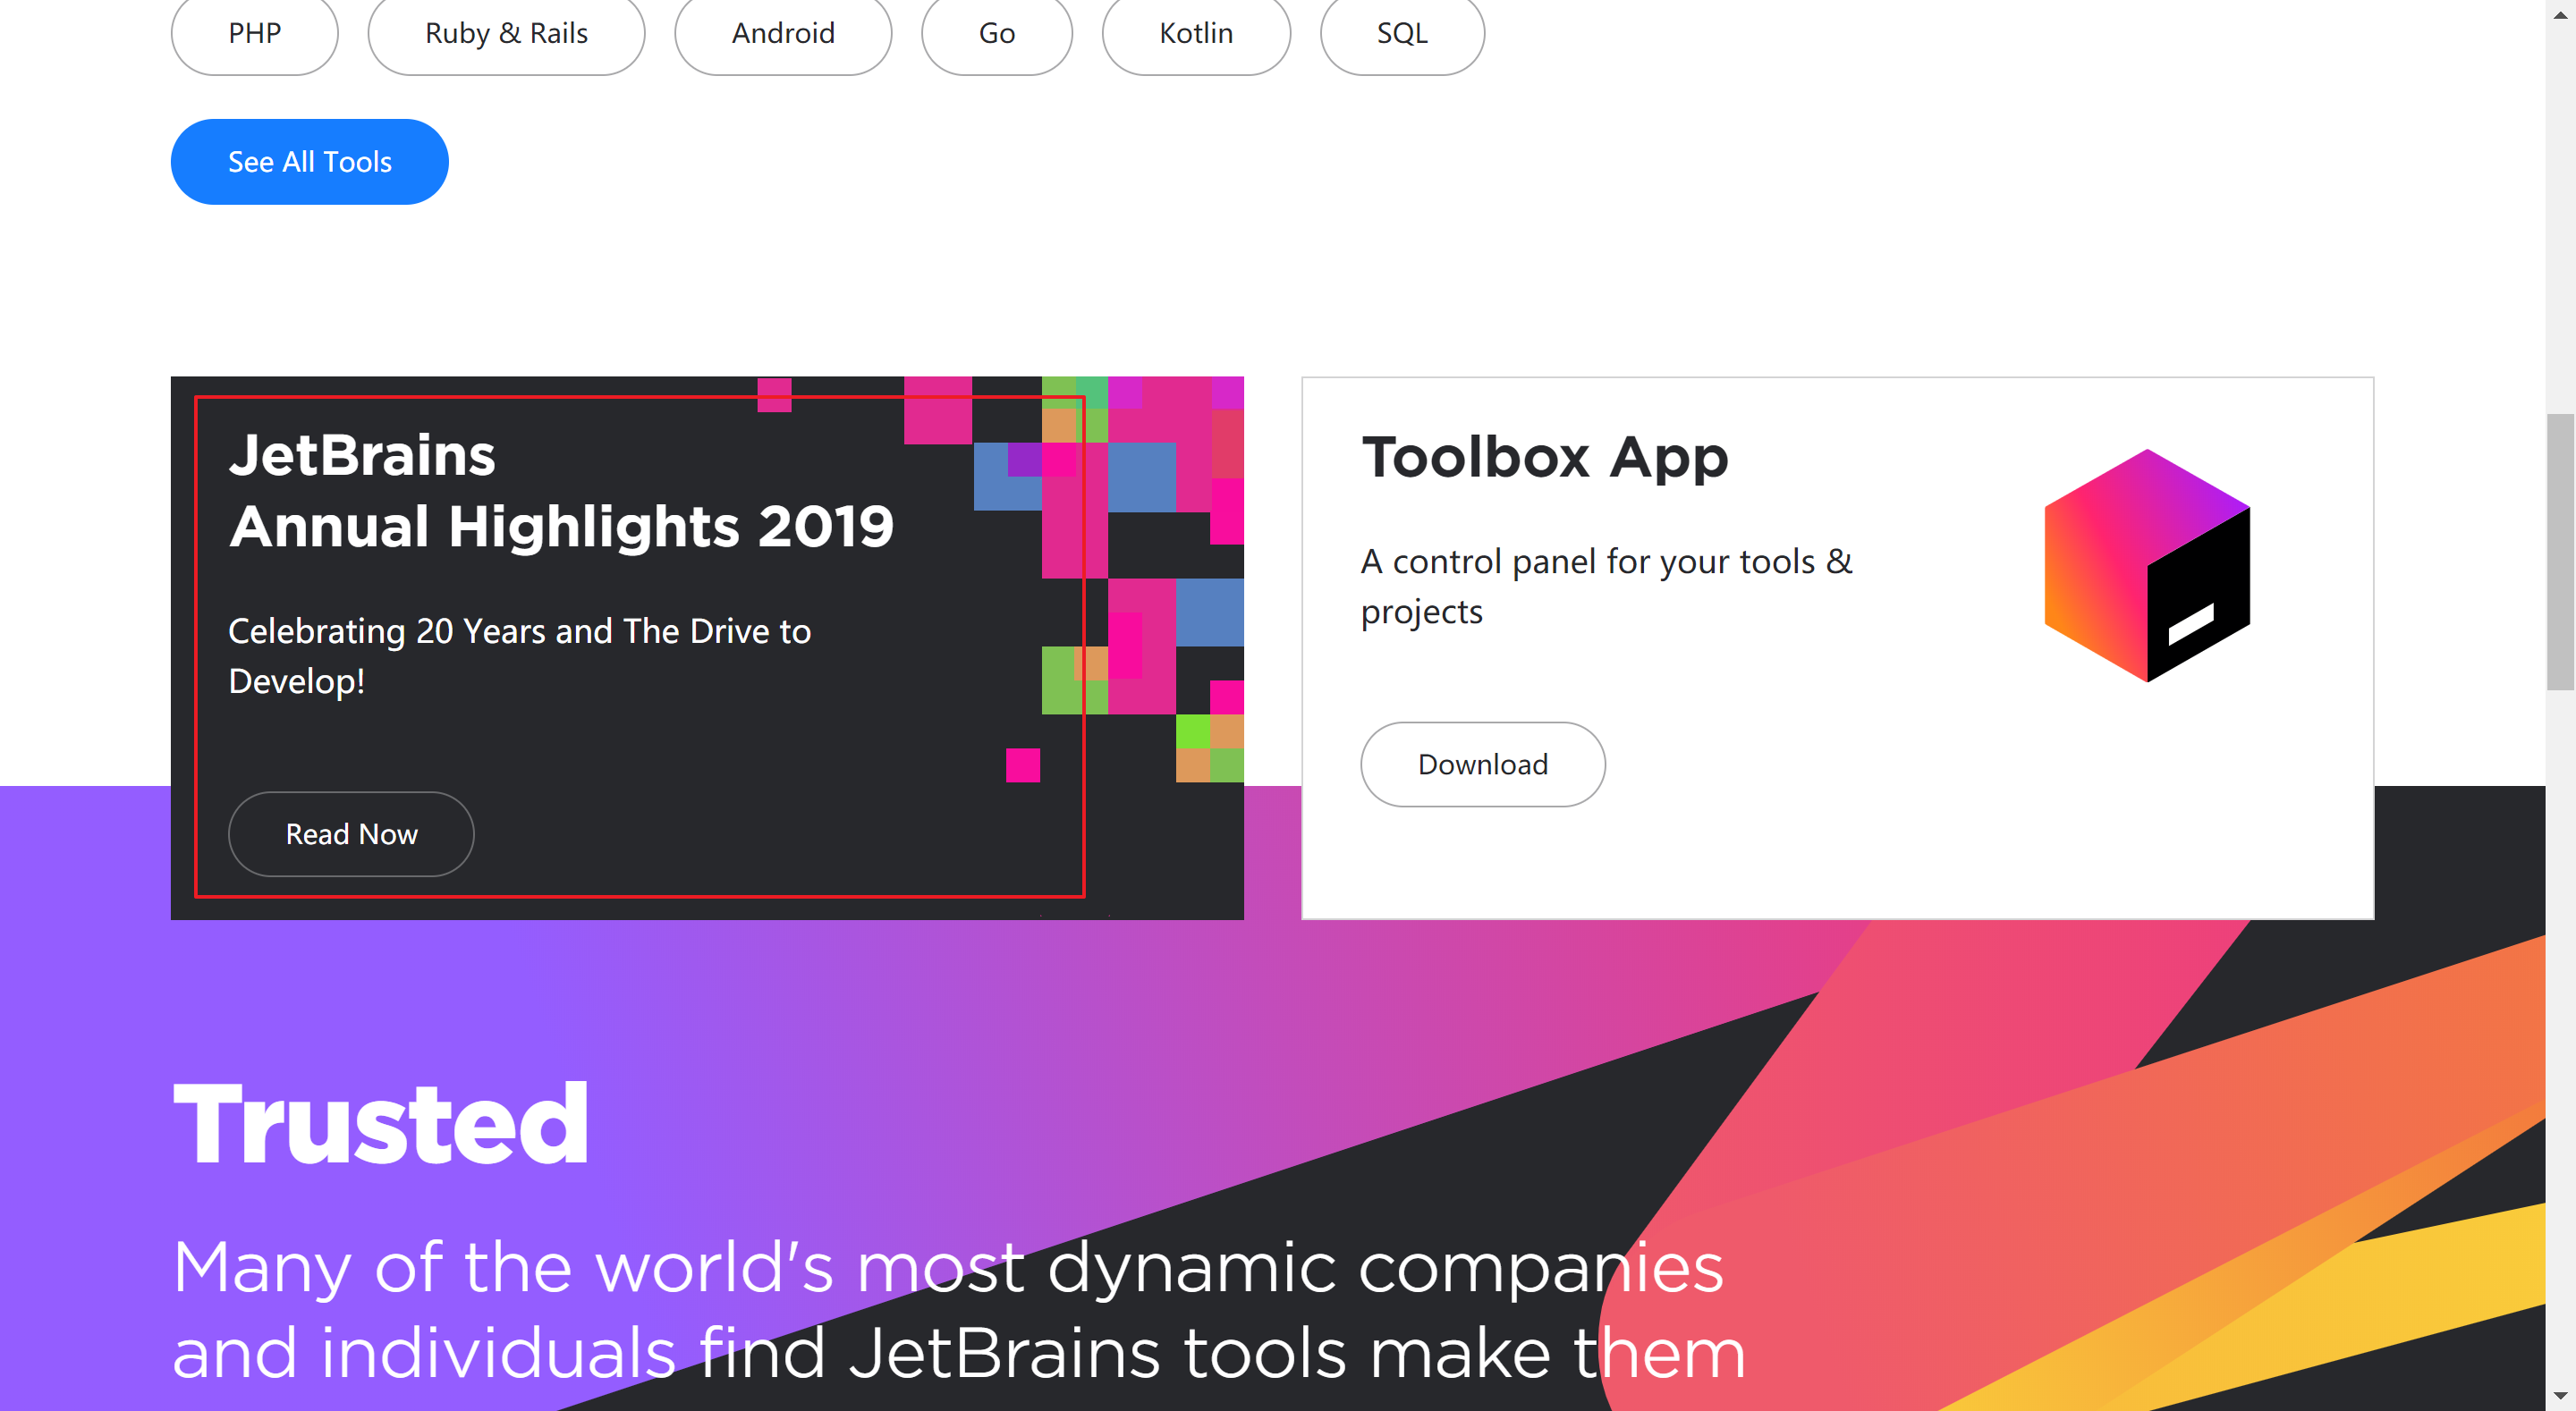 PHP
Ruby & Rails
Android
Go
Kotlin
SQL
See All Tools
JetBrains
Annual Highlights 2019
Celebrating 20 Years and The Drive to
Develop!
Read Now
Toolbox App
A control panel for your tools &
projects
Download
Trusted
Many of the world's most dynamic companies
and individuals find JetBrains tools make them